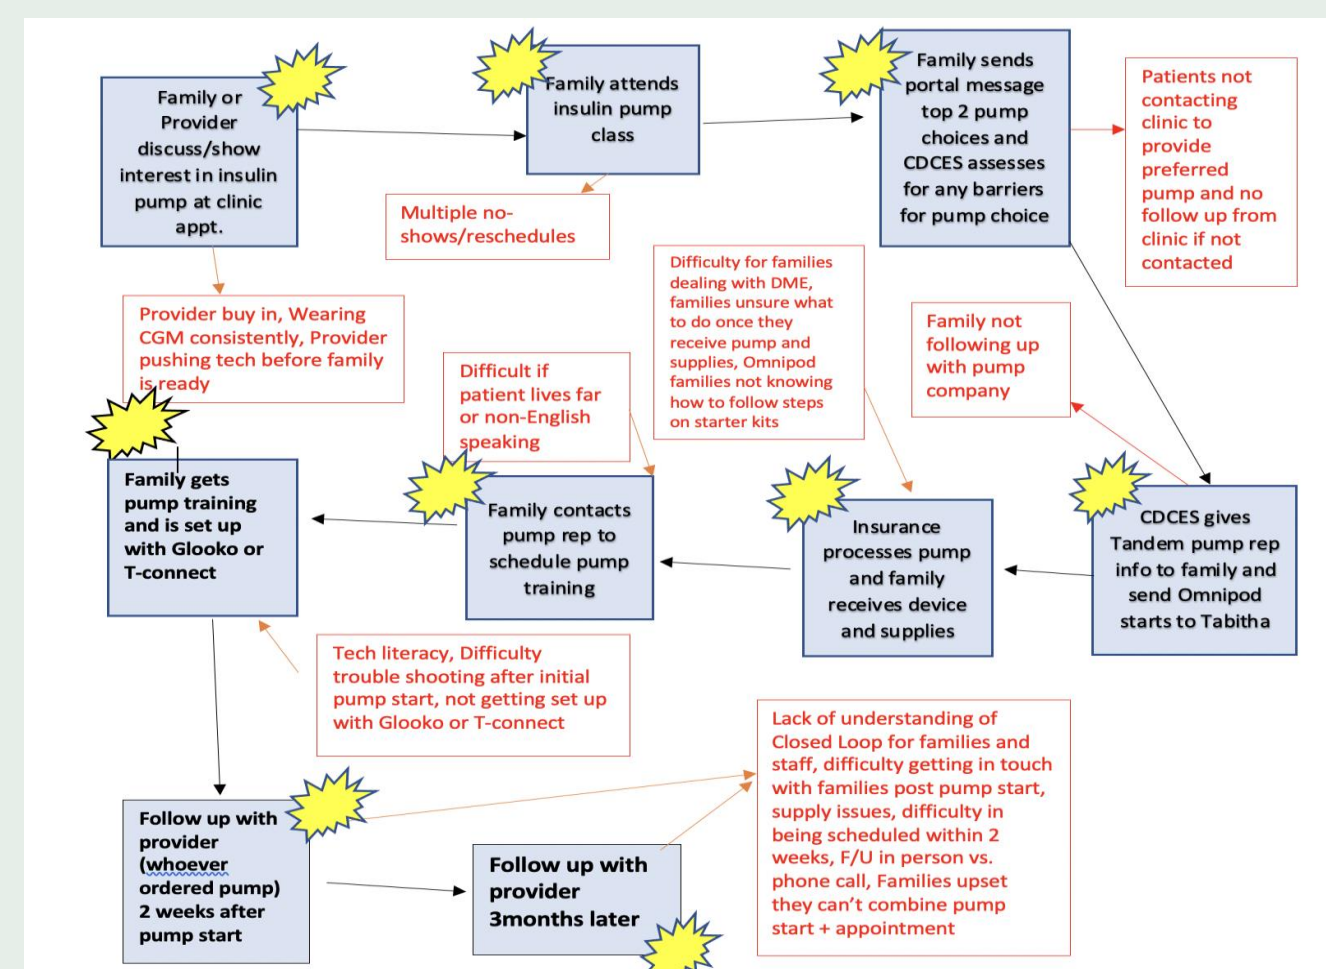 Family or
Provider
discuss/show
interest in insulin
pump at clinic
appt.
Family attends
insulin pump
class
Family sends
portal message
top 2 pump
choices and
CDCES assesses
for any barriers
for pump choice
Patients not
contacting
clinic to
provide
preferred
pump and no
follow up from
clinic if not
contacted
Multiple no-
shows/reschedules
Provider buy in, Wearing
CGM consistently, Provider
pushing tech before family
is ready
Difficult if
patient lives far
or non-English
speaking
Difficulty for families
dealing with DME,
families unsure what
to do once they
receive pump and
supplies, Omnipod
families not knowing
how to follow steps
on starter kits
Family not
following up
with pump
company
Family gets
pump training
and is set up
with Glooko or
T-connect
Family contacts
pump rep to
schedule pump
training
Insurance
processes pump
and family
receives device
and supplies
CDCES gives
Tandem pump rep
info to family and
send Omnipod
starts to Tabitha
Tech literacy, Difficulty
trouble shooting after initial
pump start, not getting set up
with Glooko or T-connect
Lack of understanding of
Closed Loop for families and
staff, difficulty getting in touch
with families post pump start,
supply issues, difficulty in
being scheduled within 2
weeks, F/U in person vs.
phone call, Families upset
they can't combine pump
start + appointment
Follow up with
provider
(whoever
ordered pump)
2 weeks after
pump start
Follow up with
provider
3months later